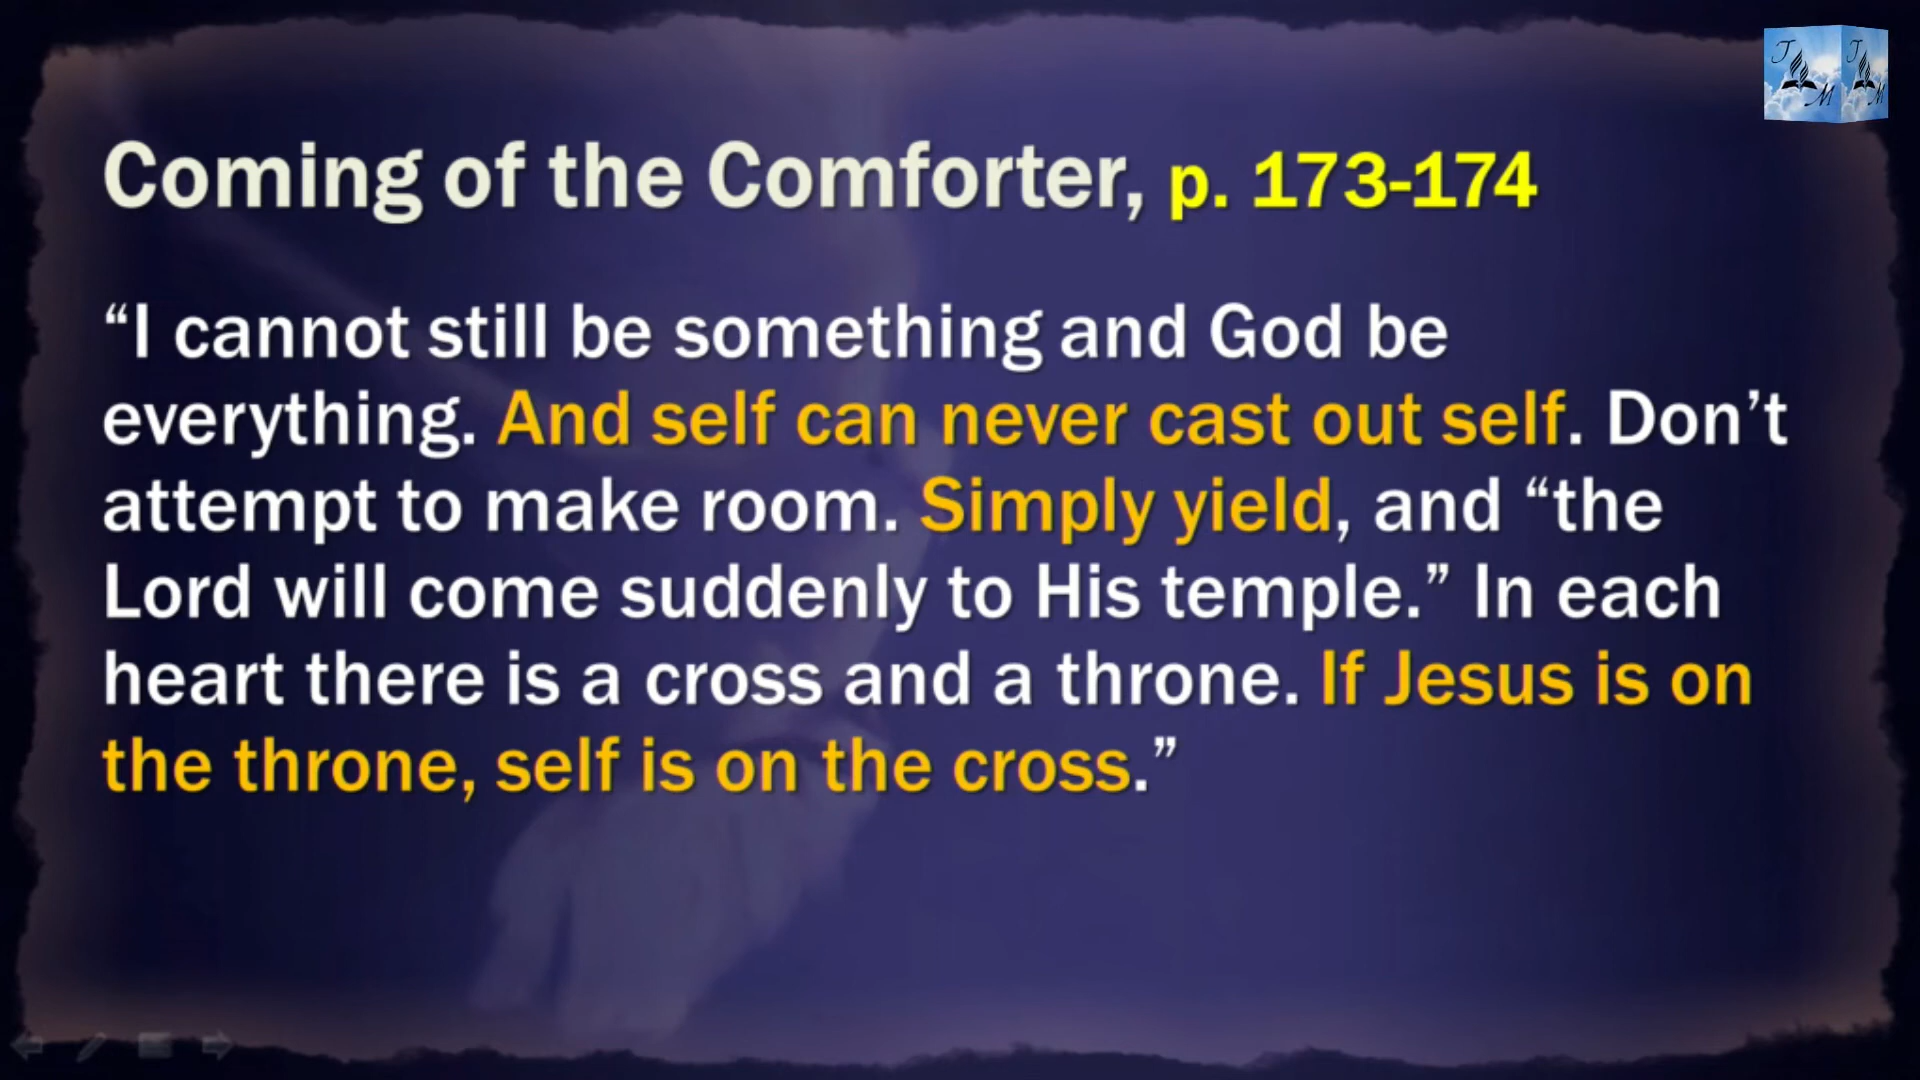 Coming of the Comforter, p. 173-174
“I cannot still be something and God be
everything. And self can never cast out self. Don’t
attempt to make room. Simply yield, and “the
Lord will come suddenly to His temple.” In each
heart there is a cross and a throne. If Jesus is on
the throne, self is on the cross.”
J M J M